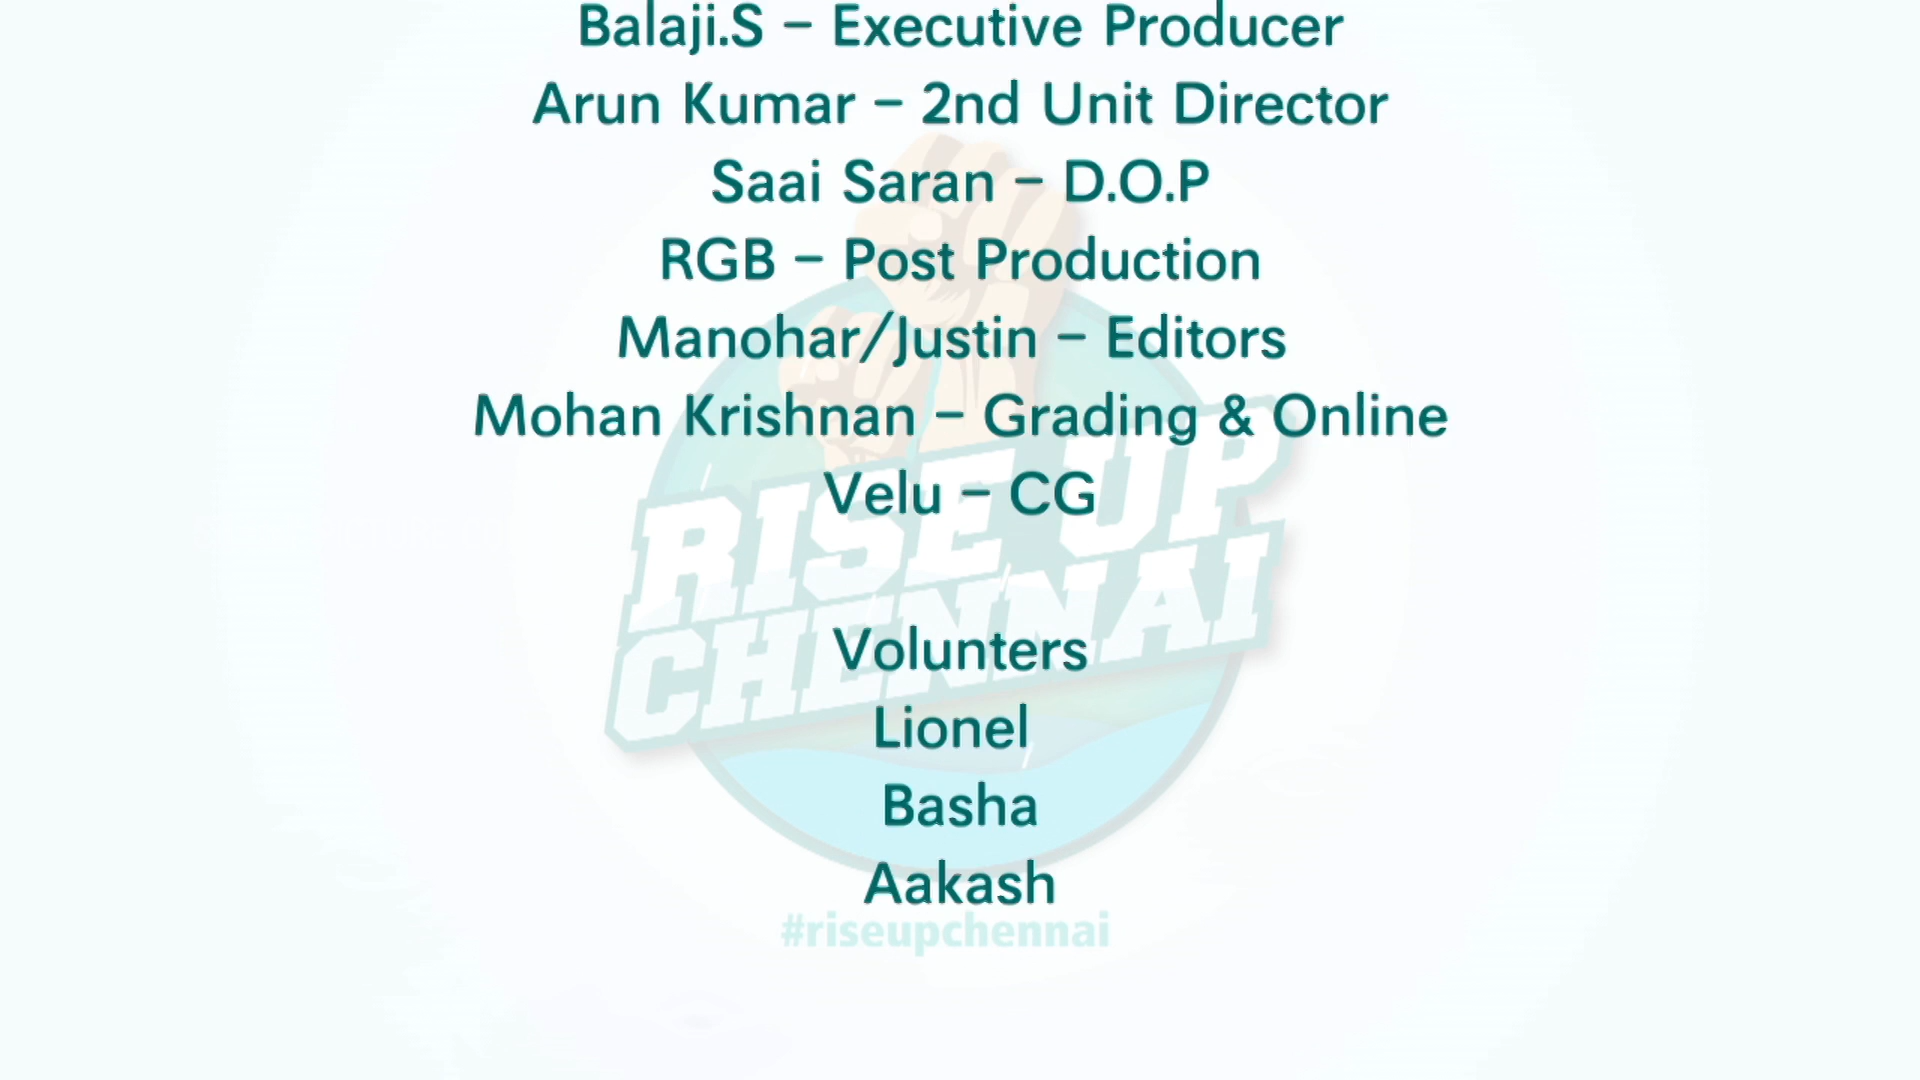 Balaji.S – Executive Producer
Arun Kumar – 2nd Unit Director
Saai Saran – D.O.P
RGB – Post Production
Manohar/Justin – Editors
Mohan Krishnan – Grading & Online
Velu – CG
RISE UP
CHENNAI
Volunters
Lionel
Basha
Aakash
#riseupchennai